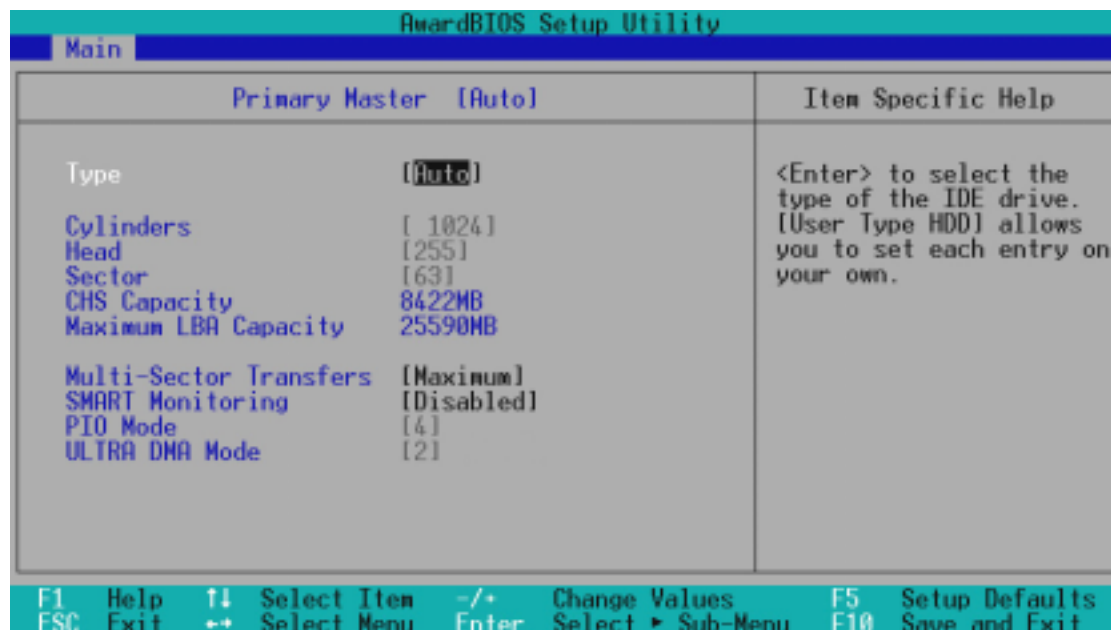 AwardBIOS Setup Utility
Main
Primary Master [Auto]
Item Specific Help
Type [Auto]
Cylinders [ 1024]
Head [255]
Sector [63]
CHS Capacity 8422MB
Maximum LBA Capacity 25590MB
Multi-Sector Transfers [Maximum]
SMART Monitoring [Disabled]
PIO Mode [4]
ULTRA DMA Mode [2]
<Enter> to select the
type of the IDE drive.
[User Type HDD] allows
you to set each entry on
your own.
F1 Help ↑↓ Select Item -/+ Change Values F5 Setup Defaults
ESC Exit ←→ Select Menu Enter Select ► Sub-Menu F10 Save and Exit